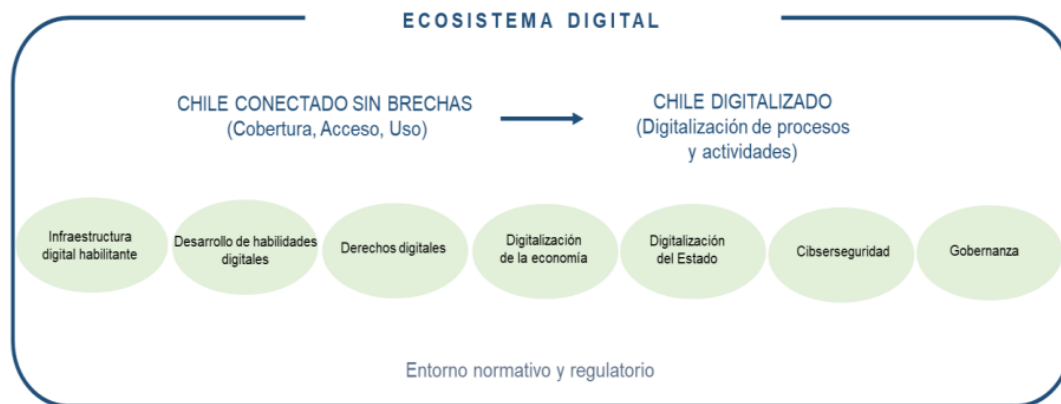 ECOSISTEMA DIGITAL
CHILE CONECTADO SIN BRECHAS
(Cobertura, Acceso, Uso)
CHILE DIGITALIZADO
(Digitalización de procesos
y actividades)
Infraestructura
digital habilitante
Desarrollo de habilidades
digitales
Derechos digitales
Digitalización
de la economía
Digitalización
del Estado
Cibserseguridad
Gobernanza
Entorno normativo y regulatorio